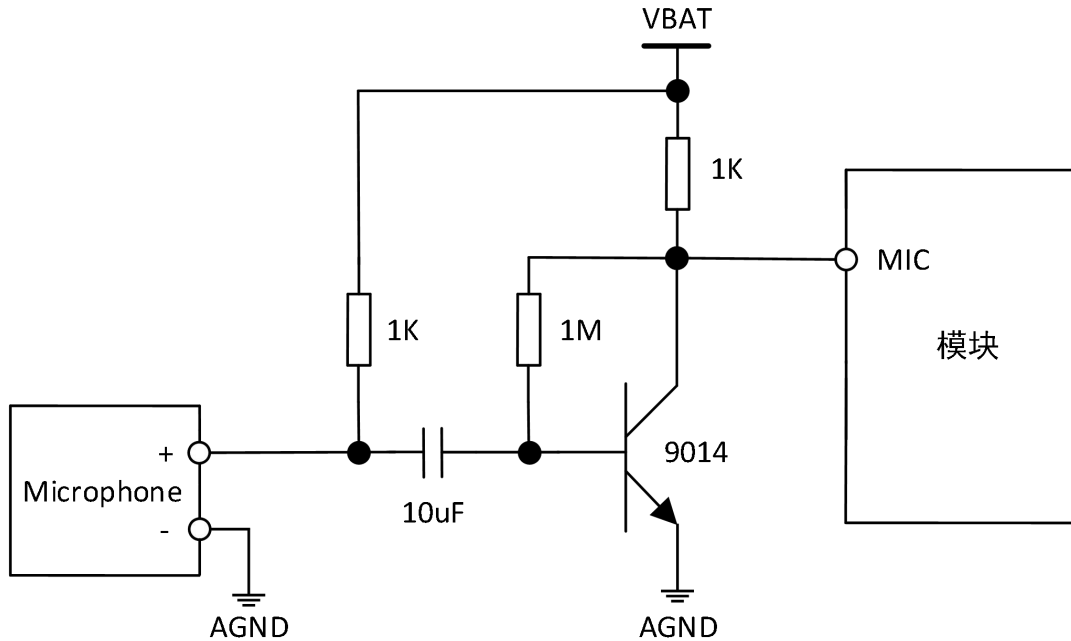 VBAT
1K
MIC
1K
1M
模块
+
9014
Microphone
-
10uF
AGND
AGND